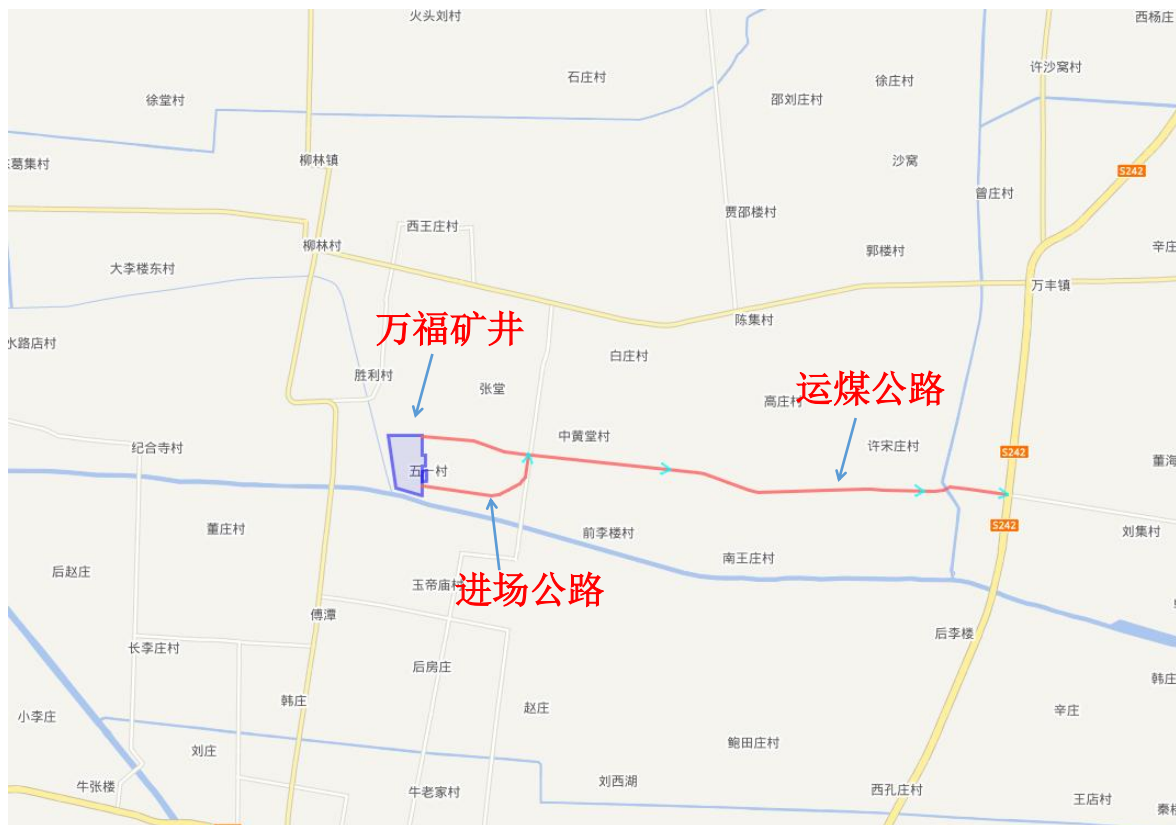 火头刘村
西杨庄
许沙窝村
石庄村
徐庄村
徐堂村
邵刘庄村
柳林镇
葛集村
沙窝
S242
曾庄村
贾邵楼村
西王庄村
柳林村
郭楼村
辛庄
大李楼东村
万丰镇
陈集村
万福矿井
水路店村
白庄村
胜利村
张堂
运煤公路
高庄村
中黄堂村
许宋庄村
纪合寺村
S242
董海
五一村
S242
董庄村
前李楼村
刘集村
南王庄村
后赵庄
玉帝庙村
进场公路
傅潭
后李楼
长李庄村
后房庄
韩庄
韩庄
赵庄
小李庄
辛庄
刘庄
鲍田庄村
刘西湖
牛张楼
牛老家村
西孔庄村
王店村